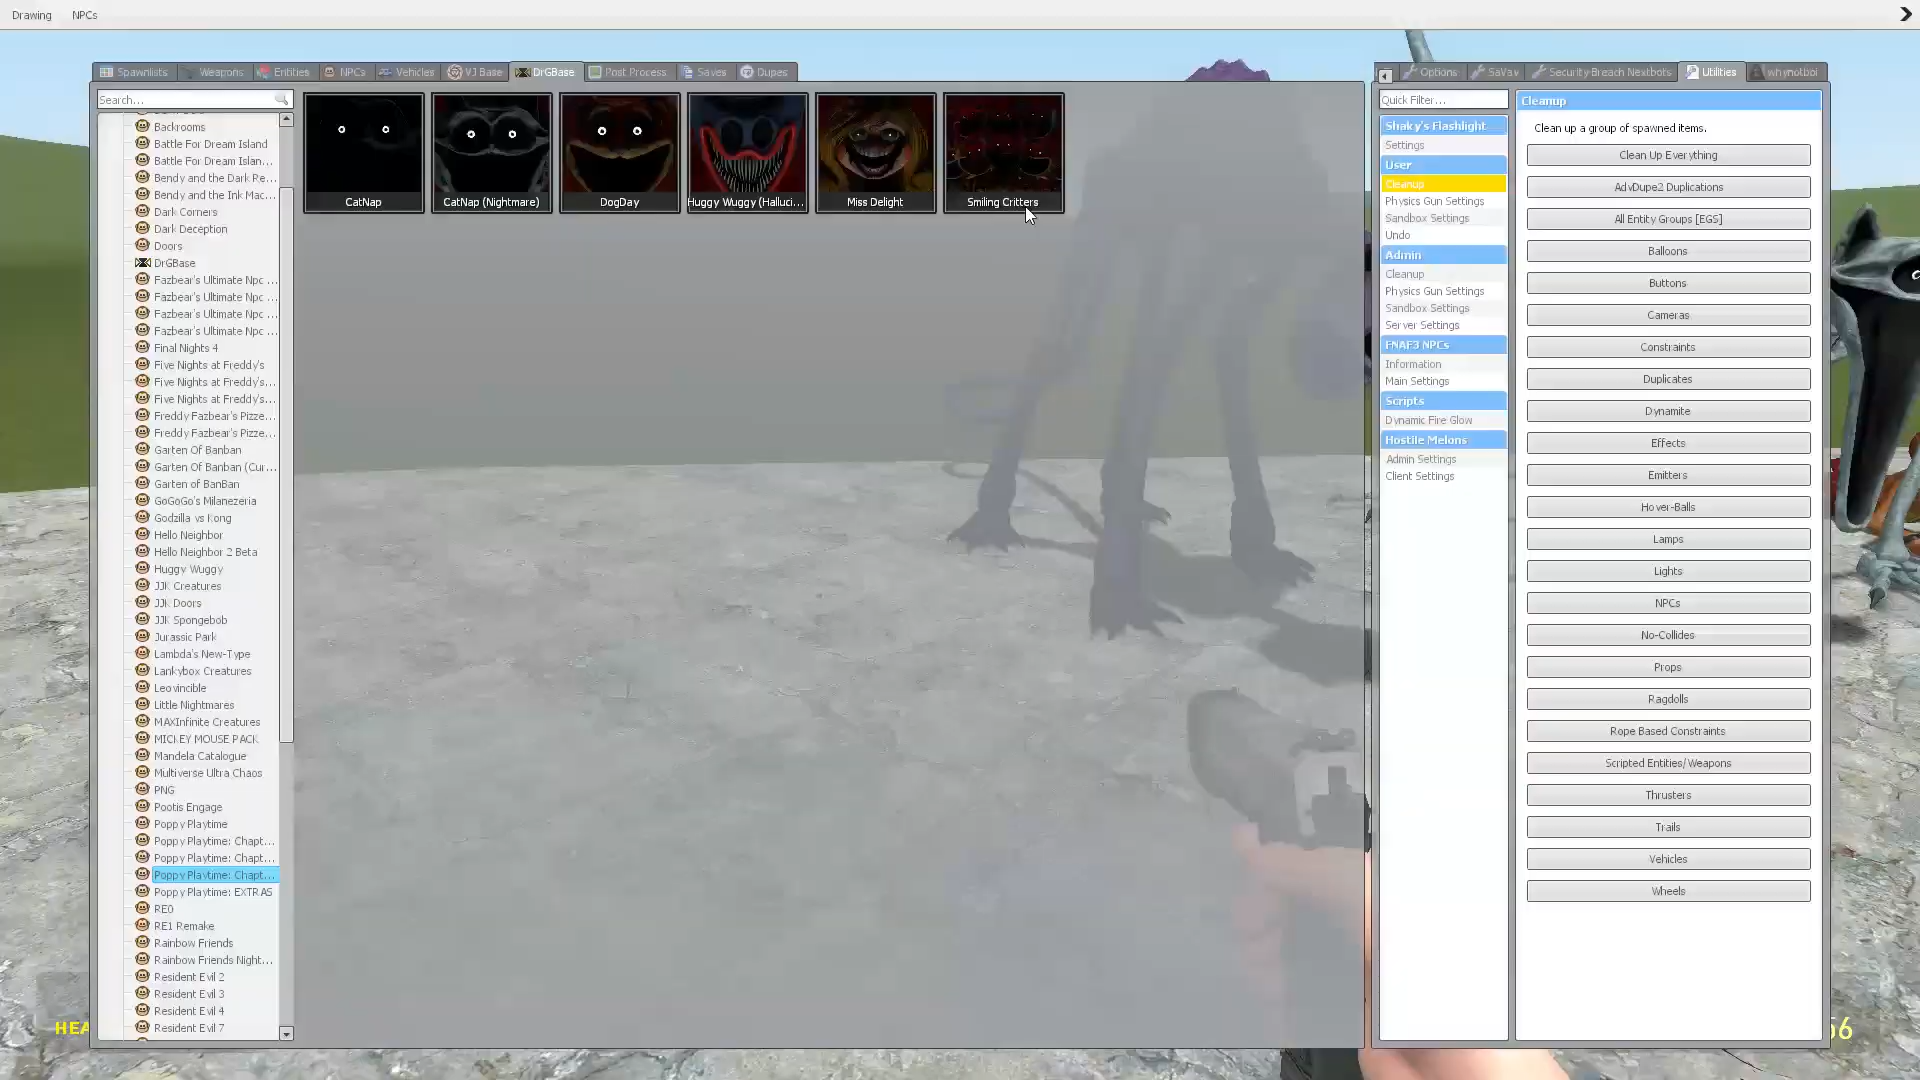 Drawing NPCs
Spawnlists Weapons Entities NPCs Vehicles VJ Base DrGBase Post Process Saves Dupes
Search...
Backrooms
Battle For Dream Island
Battle For Dream Islan...
Bendy and the Dark Re...
Bendy and the Ink Mac...
Dark Corners
Dark Deception
Doors
DrGBase
Fazbear's Ultimate Npc ...
Fazbear's Ultimate Npc ...
Fazbear's Ultimate Npc ...
Fazbear's Ultimate Npc ...
Final Nights 4
Five Nights at Freddy's
Five Nights at Freddy's...
Five Nights at Freddy's...
Freddy Fazbear's Pizze...
Freddy Fazbear's Pizze...
Garten Of Banban
Garten Of Banban (Cur...
Garten of BanBan
GoGoGo's Milanezeria
Godzilla vs Kong
Hello Neighbor
Hello Neighbor 2 Beta
Huggy Wuggy
JJK Creatures
JJK Doors
JJK Spongebob
Jurassic Park
Lambda's New-Type
Lankybox Creatures
Leovincible
Little Nightmares
MAXInfinite Creatures
MICKEY MOUSE PACK
Mandela Catalogue
Multiverse Ultra Chaos
PNG
Pootis Engage
Poppy Playtime
Poppy Playtime: Chapt...
Poppy Playtime: Chapt...
Poppy Playtime: Chapt...
Poppy Playtime: EXTRAS
RE0
RE1 Remake
Rainbow Friends
Rainbow Friends Night...
Resident Evil 2
Resident Evil 3
Resident Evil 4
Resident Evil 7
CatNap
CatNap (Nightmare)
DogDay
Huggy Wuggy (Halluci...
Miss Delight
Smiling Critters
Options SaVav Security Breach Nextbots Utilities whynotboi
Quick Filter...
Shaky's Flashlight
Settings
User
Cleanup
Physics Gun Settings
Sandbox Settings
Undo
Admin
Cleanup
Physics Gun Settings
Sandbox Settings
Server Settings
FNAF3 NPCs
Information
Main Settings
Scripts
Dynamic Fire Glow
Hostile Melons
Admin Settings
Client Settings
Cleanup
Clean up a group of spawned items.
Clean Up Everything
AdvDupe2 Duplications
All Entity Groups [EGS]
Balloons
Buttons
Cameras
Constraints
Duplicates
Dynamite
Effects
Emitters
Hover-Balls
Lamps
Lights
NPCs
No-Collides
Props
Ragdolls
Rope Based Constraints
Scripted Entities/Weapons
Thrusters
Trails
Vehicles
Wheels
HEA